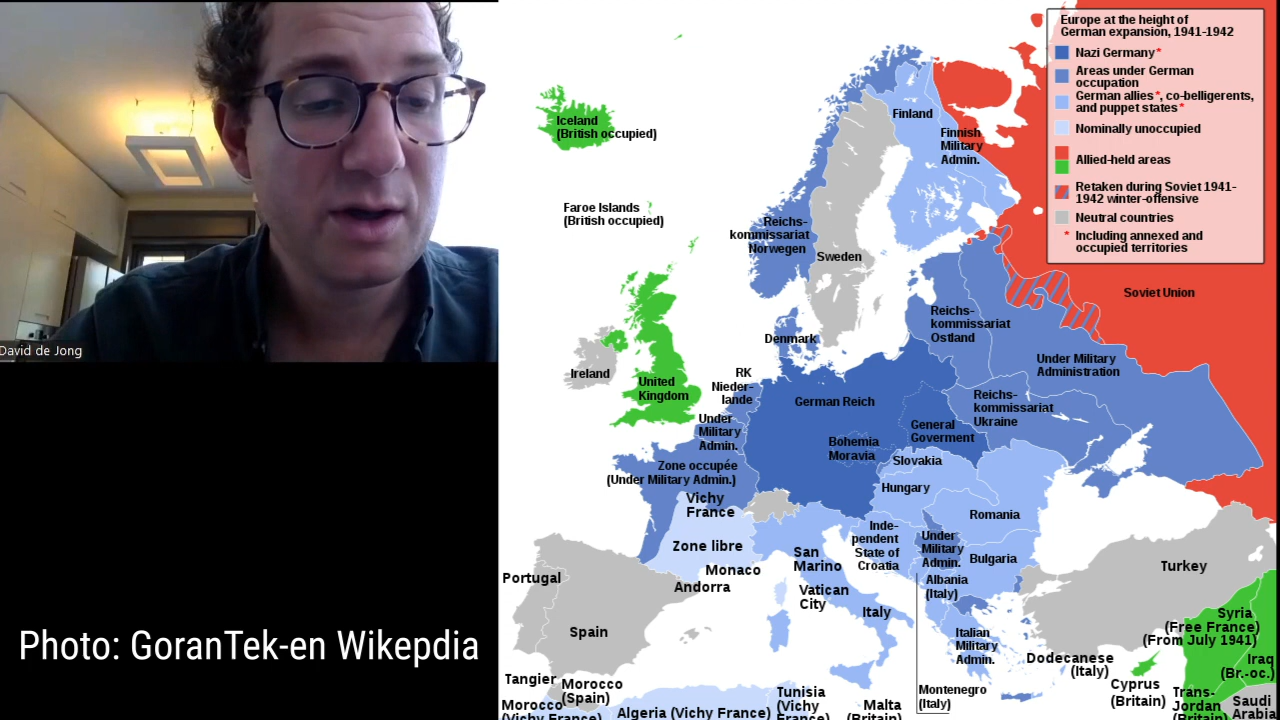 David de Jong
Photo: GoranTek-en Wikepdia
Europe at the height of
German expansion, 1941-1942
Nazi Germany*
Areas under German
occupation
German allies*, co-belligerents,
and puppet states*
Nominally unoccupied
Allied-held areas
Retaken during Soviet 1941-
1942 winter-offensive
Neutral countries
* Including annexed and
occupied territories
Iceland
(British occupied)
Faroe Islands
(British occupied)
Finland
Finnish
Military
Admin.
Reichs-
kommissariat
Norwegen
Sweden
Soviet Union
Reichs-
kommissariat
Ostland
Denmark
Ireland
United
Kingdom
RK
Nieder-
lande
Under Military
Administration
German Reich
Reichs-
kommissariat
Ukraine
Under
Military
Admin.
General
Goverment
Bohemia
Moravia
Slovakia
Zone occupée
(Under Military Admin.)
Hungary
Vichy
France
Romania
Inde-
pendent
State of
Croatia
Under
Military
Admin.
Zone libre
San
Marino
Bulgaria
Turkey
Portugal
Monaco
Andorra
Albania
(Italy)
Vatican
City
Italy
Spain
Syria
(Free France)
(From July 1941)
Italian
Military
Admin.
Dodecanese
(Italy)
Iraq
(Br.-oc.)
Tangier
Morocco
(Spain)
Cyprus
(Britain)
Montenegro
(Italy)
Tunisia
(Vichy
France)
Malta
(Britain)
Trans-
Jordan
(Britain)
Saudi
Arabia
Morocco
(Vichy France)
Algeria (Vichy France)